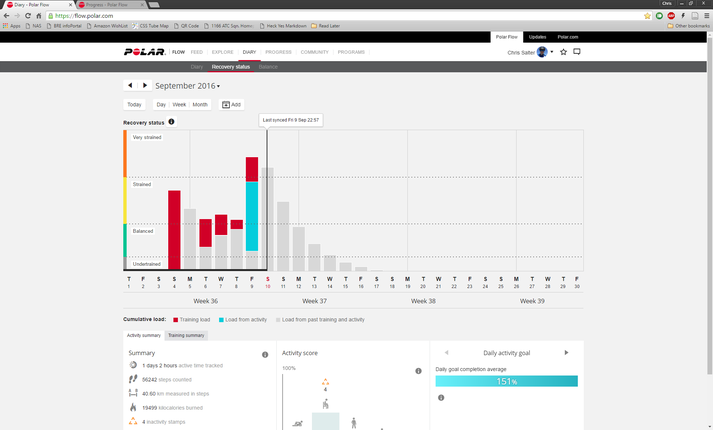 Diary - Polar Flow
Progress - Polar Flow
Chris
https://flow.polar.com
Apps
NAS
BRE infoPortal
Amazon WishList
CSS Tube Map
QR Code
1166 ATC Sqn, Horns
Heck Yes Markdown
Read Later
Other bookmarks
Polar Flow
Updates
Polar.com
POLAR
FLOW
FEED
EXPLORE
DIARY
PROGRESS
COMMUNITY
PROGRAMS
Chris Salter
Diary
Recovery status
Balance
September 2016
Today
Day
Week
Month
Add
Last synced Fri 9 Sep 22:57
Recovery status
Very strained
Strained
Balanced
Undertrained
T F S S M T W T F S S M T W T F S S M T W T F S S M T W T F
1 2 3 4 5 6 7 8 9 10 11 12 13 14 15 16 17 18 19 20 21 22 23 24 25 26 27 28 29 30
Week 36
Week 37
Week 38
Week 39
Cumulative load:
Training load
Load from activity
Load from past training and activity
Activity summary
Training summary
Summary
1 days 2 hours active time tracked
56242 steps counted
40.60 km measured in steps
19499 kilocalories burned
4 inactivity stamps
Activity score
100%
4
Daily activity goal
Daily goal completion average
151%